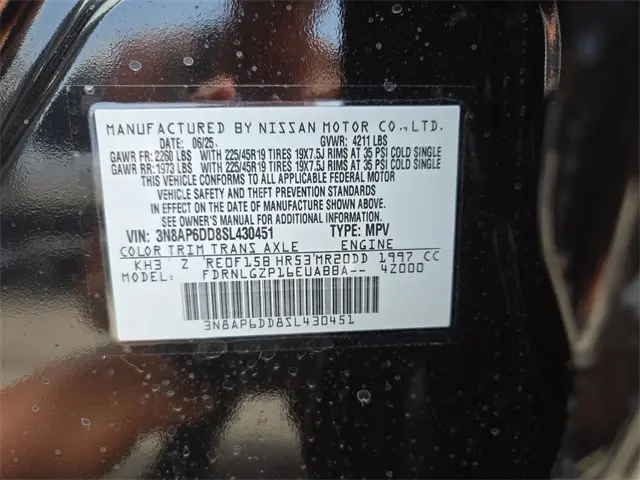 MANUFACTURED BY NISSAN MOTOR CO.,LTD.
DATE: 06/25 GVWR: 4211 LBS
GAWR FR: 2260 LBS WITH 225/45R19 TIRES 19X7.5J RIMS AT 35 PSI COLD SINGLE
GAWR RR: 1973 LBS WITH 225/45R19 TIRES 19X7.5J RIMS AT 35 PSI COLD SINGLE
THIS VEHICLE CONFORMS TO ALL APPLICABLE FEDERAL MOTOR
VEHICLE SAFETY AND THEFT PREVENTION STANDARDS
IN EFFECT ON THE DATE OF MANUFACTURE SHOWN ABOVE.
SEE OWNER'S MANUAL FOR ADDITIONAL INFORMATION.
VIN: 3N8AP6DD8SL430451 TYPE: MPV
COLOR TRIM TRANS AXLE ENGINE
KH3 Z RE0F15B HR53 MR20DD 1997 CC
MODEL: FDRNLGZP16EUABBA-- 4Z000
3N8AP6DD8SL430451